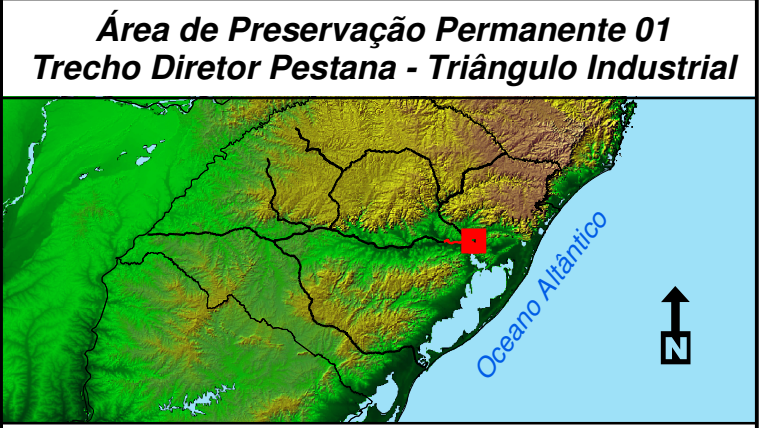 Área de Preservação Permanente 01
Trecho Diretor Pestana - Triângulo Industrial
Oceano Altântico
N